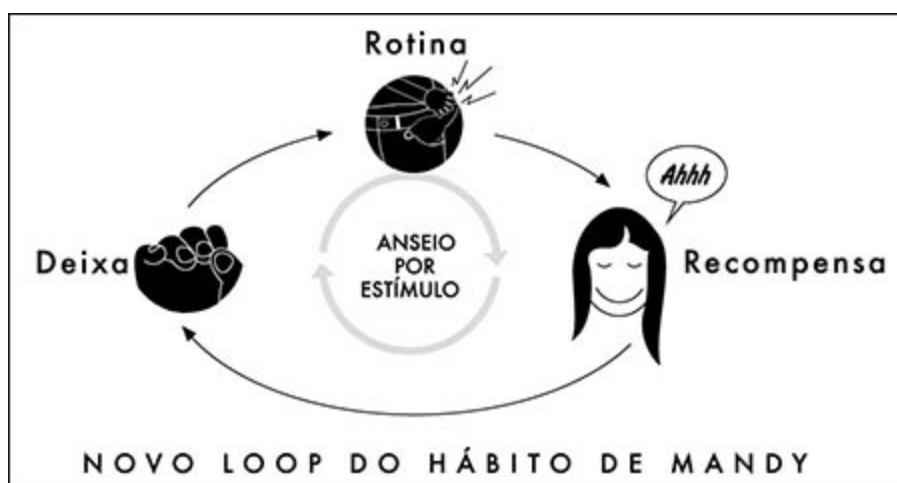 Rotina
Ahhh
Deixa
ANSEIO
POR
ESTÍMULO
Recompensa
NOVO LOOP DO HÁBITO DE MANDY